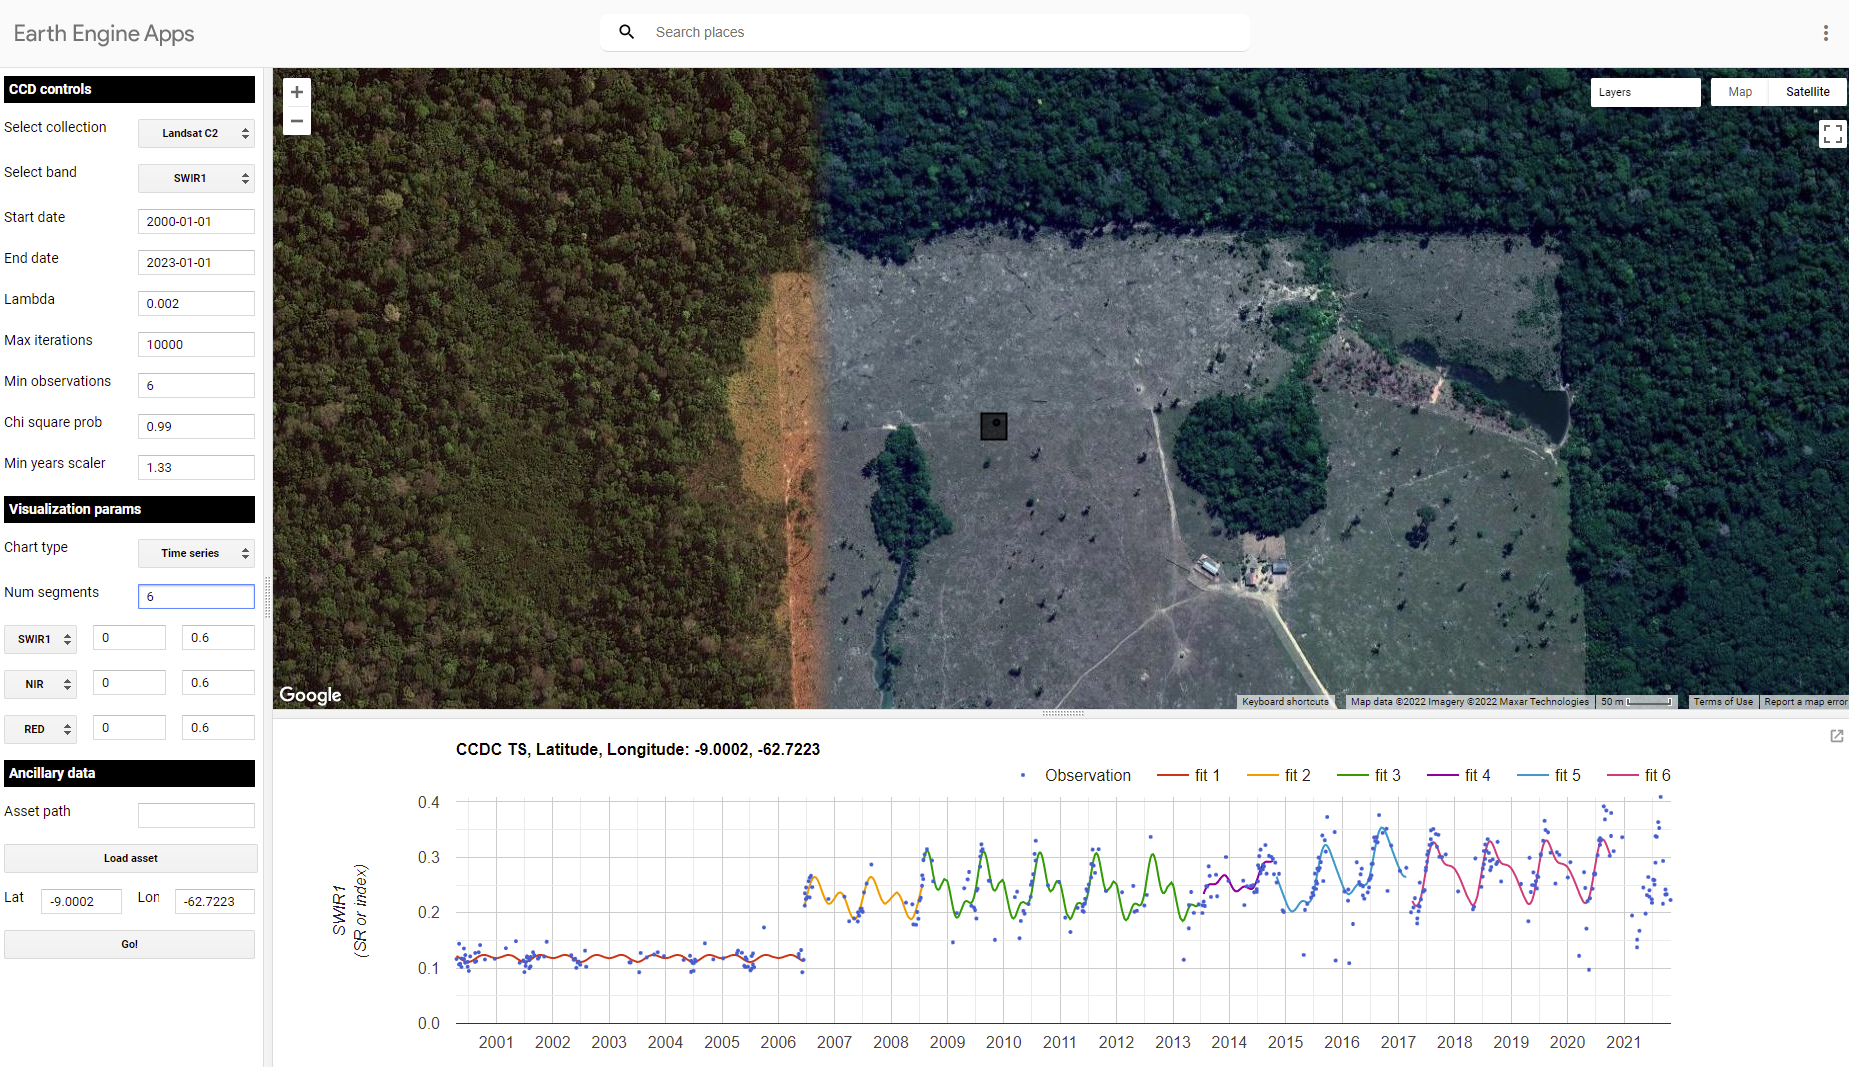 Earth Engine Apps
Search places
CCD controls
Select collection Landsat C2
Select band SWIR1
Start date 2000-01-01
End date 2023-01-01
Lambda 0.002
Max iterations 10000
Min observations 6
Chi square prob 0.99
Min years scaler 1.33
Visualization params
Chart type Time series
Num segments 6
SWIR1 0 0.6
NIR 0 0.6
RED 0 0.6
Ancillary data
Asset path
Load asset
Lat -9.0002 Lon -62.7223
Go!
+
−
Layers
Map Satellite
Google
Keyboard shortcuts Map data ©2022 Imagery ©2022 Maxar Technologies 50 m Terms of Use Report a map error
CCDC TS, Latitude, Longitude: -9.0002, -62.7223
Observation fit 1 fit 2 fit 3 fit 4 fit 5 fit 6
SWIR1
(SR or index)
0.4
0.3
0.2
0.1
0.0
2001 2002 2003 2004 2005 2006 2007 2008 2009 2010 2011 2012 2013 2014 2015 2016 2017 2018 2019 2020 2021